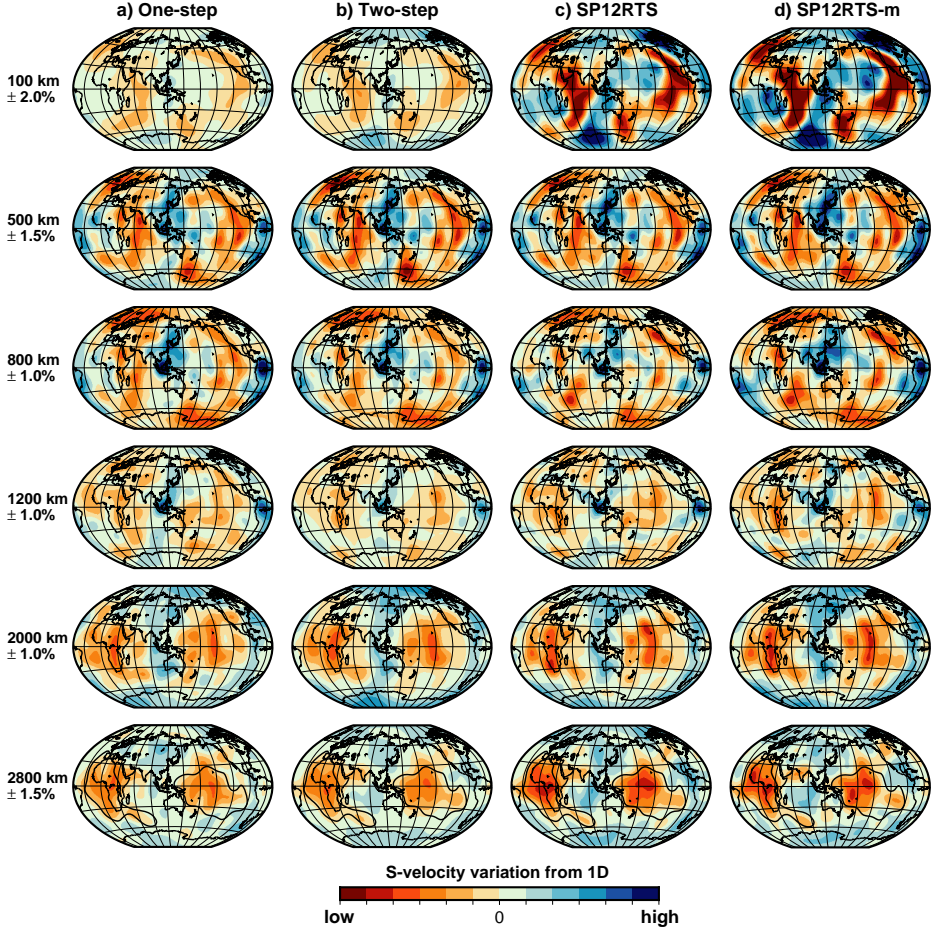 a) One-step b) Two-step c) SP12RTS d) SP12RTS-m
100 km
± 2.0%
500 km
± 1.5%
800 km
± 1.0%
1200 km
± 1.0%
2000 km
± 1.0%
2800 km
± 1.5%
S-velocity variation from 1D
low 0 high